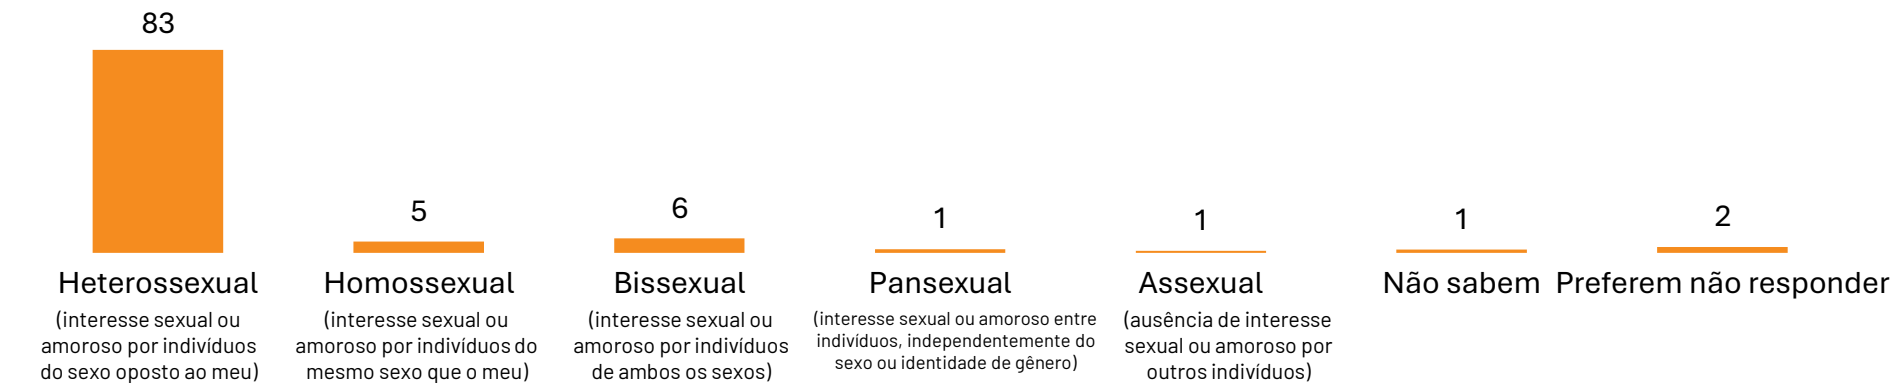 83
5
6
1
1
1
2
Heterossexual
(interesse sexual ou
amoroso por indivíduos
do sexo oposto ao meu)
Homossexual
(interesse sexual ou
amoroso por indivíduos do
mesmo sexo que o meu)
Bissexual
(interesse sexual ou
amoroso por indivíduos
de ambos os sexos)
Pansexual
(interesse sexual ou amoroso entre
indivíduos, independentemente do
sexo ou identidade de gênero)
Assexual
(ausência de interesse
sexual ou amoroso por
outros indivíduos)
Não sabem
Preferem não responder